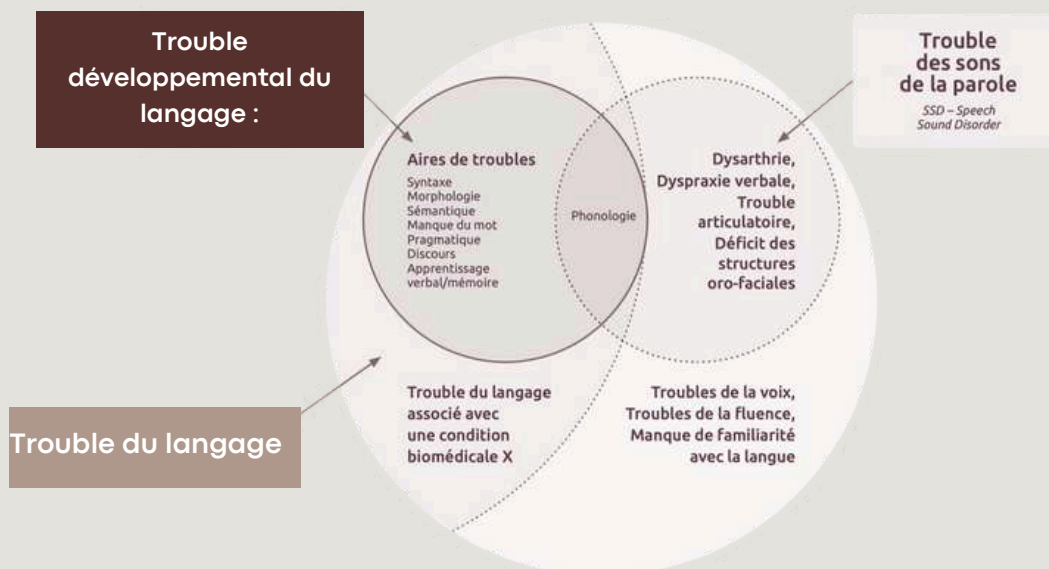 Trouble
développemental du
langage :
Trouble
des sons
de la parole
SSD – Speech
Sound Disorder
Aires de troubles
Syntaxe
Morphologie
Sémantique
Manque du mot
Pragmatique
Discours
Apprentissage
verbal/mémoire
Phonologie
Dysarthrie,
Dyspraxie verbale,
Trouble
articulatoire,
Déficit des
structures
oro-faciales
Trouble du langage
Trouble du langage
associé avec
une condition
biomédicale X
Troubles de la voix,
Troubles de la fluence,
Manque de familiarité
avec la langue